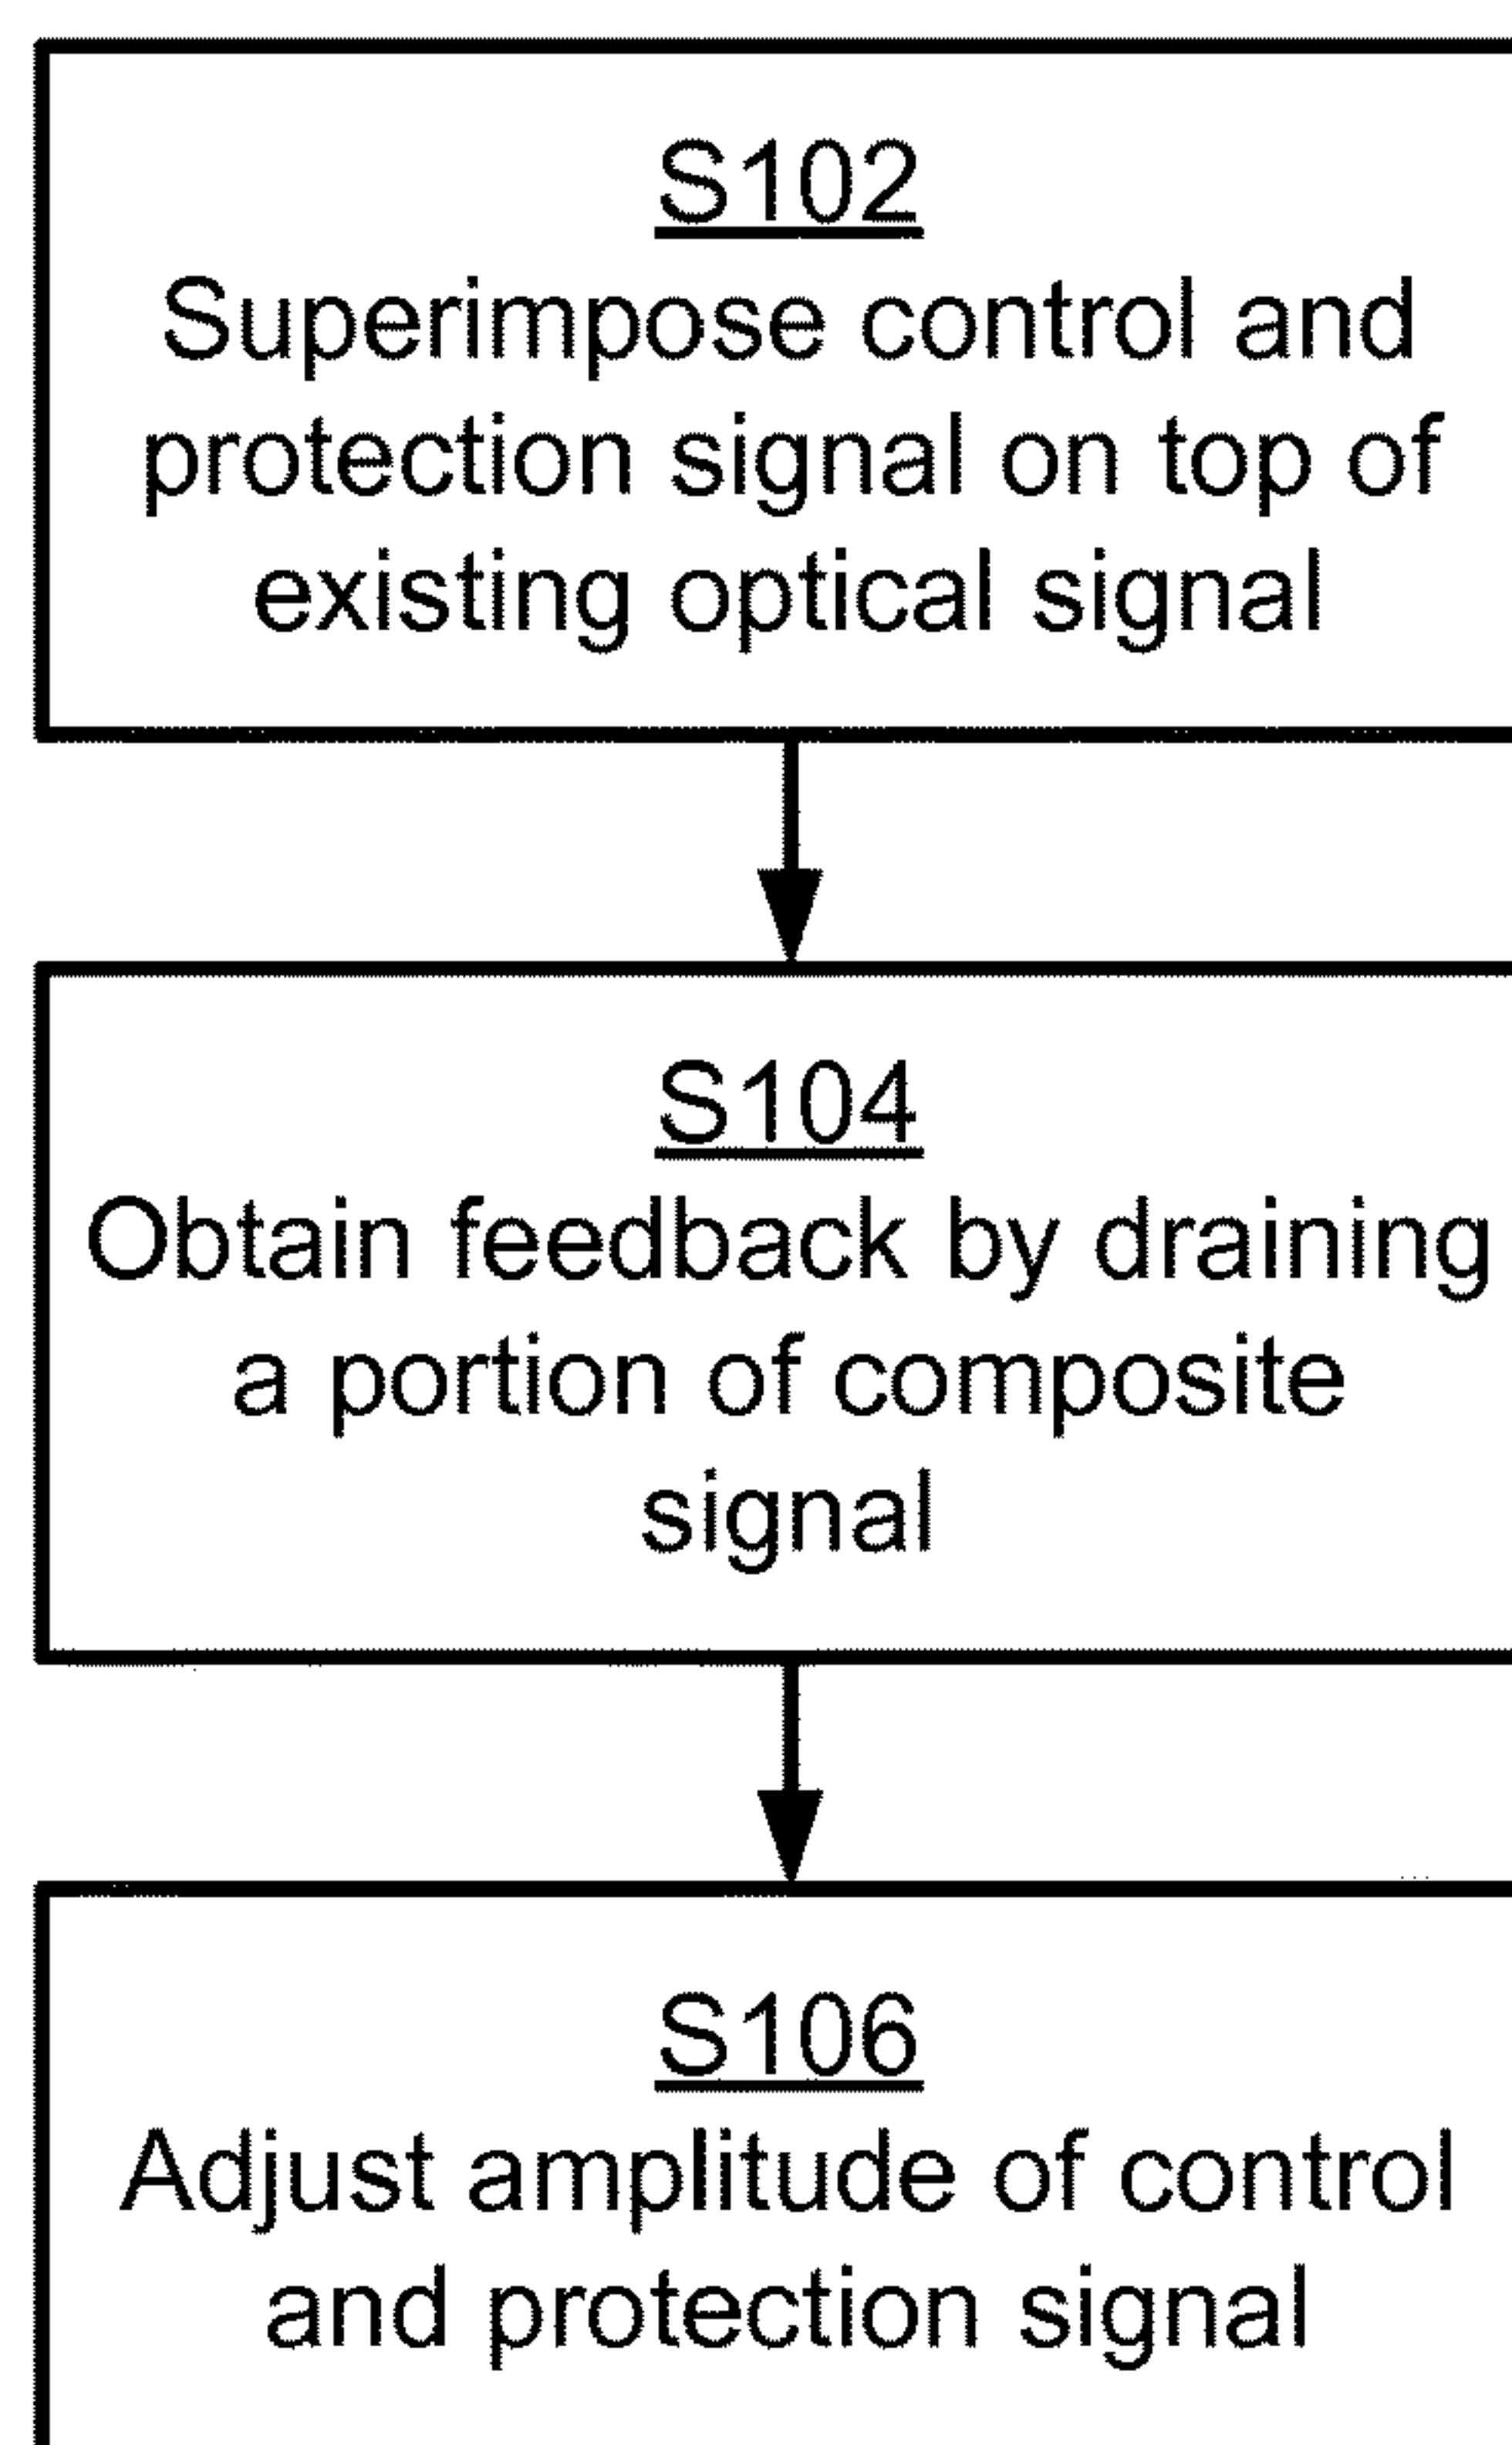 S102
Superimpose control and
protection signal on top of
existing optical signal
S104
Obtain feedback by draining
a portion of composite
signal
S106
Adjust amplitude of control
and protection signal